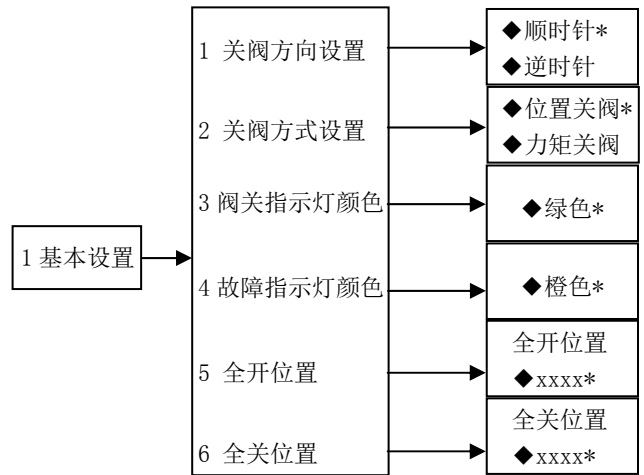 1 基本设置
1 关阀方向设置
◆顺时针*
◆逆时针
2 关阀方式设置
◆位置关阀*
◆力矩关阀
3 阀关指示灯颜色
◆绿色*
4 故障指示灯颜色
◆橙色*
5 全开位置
全开位置
◆xxxx*
6 全关位置
全关位置
◆xxxx*